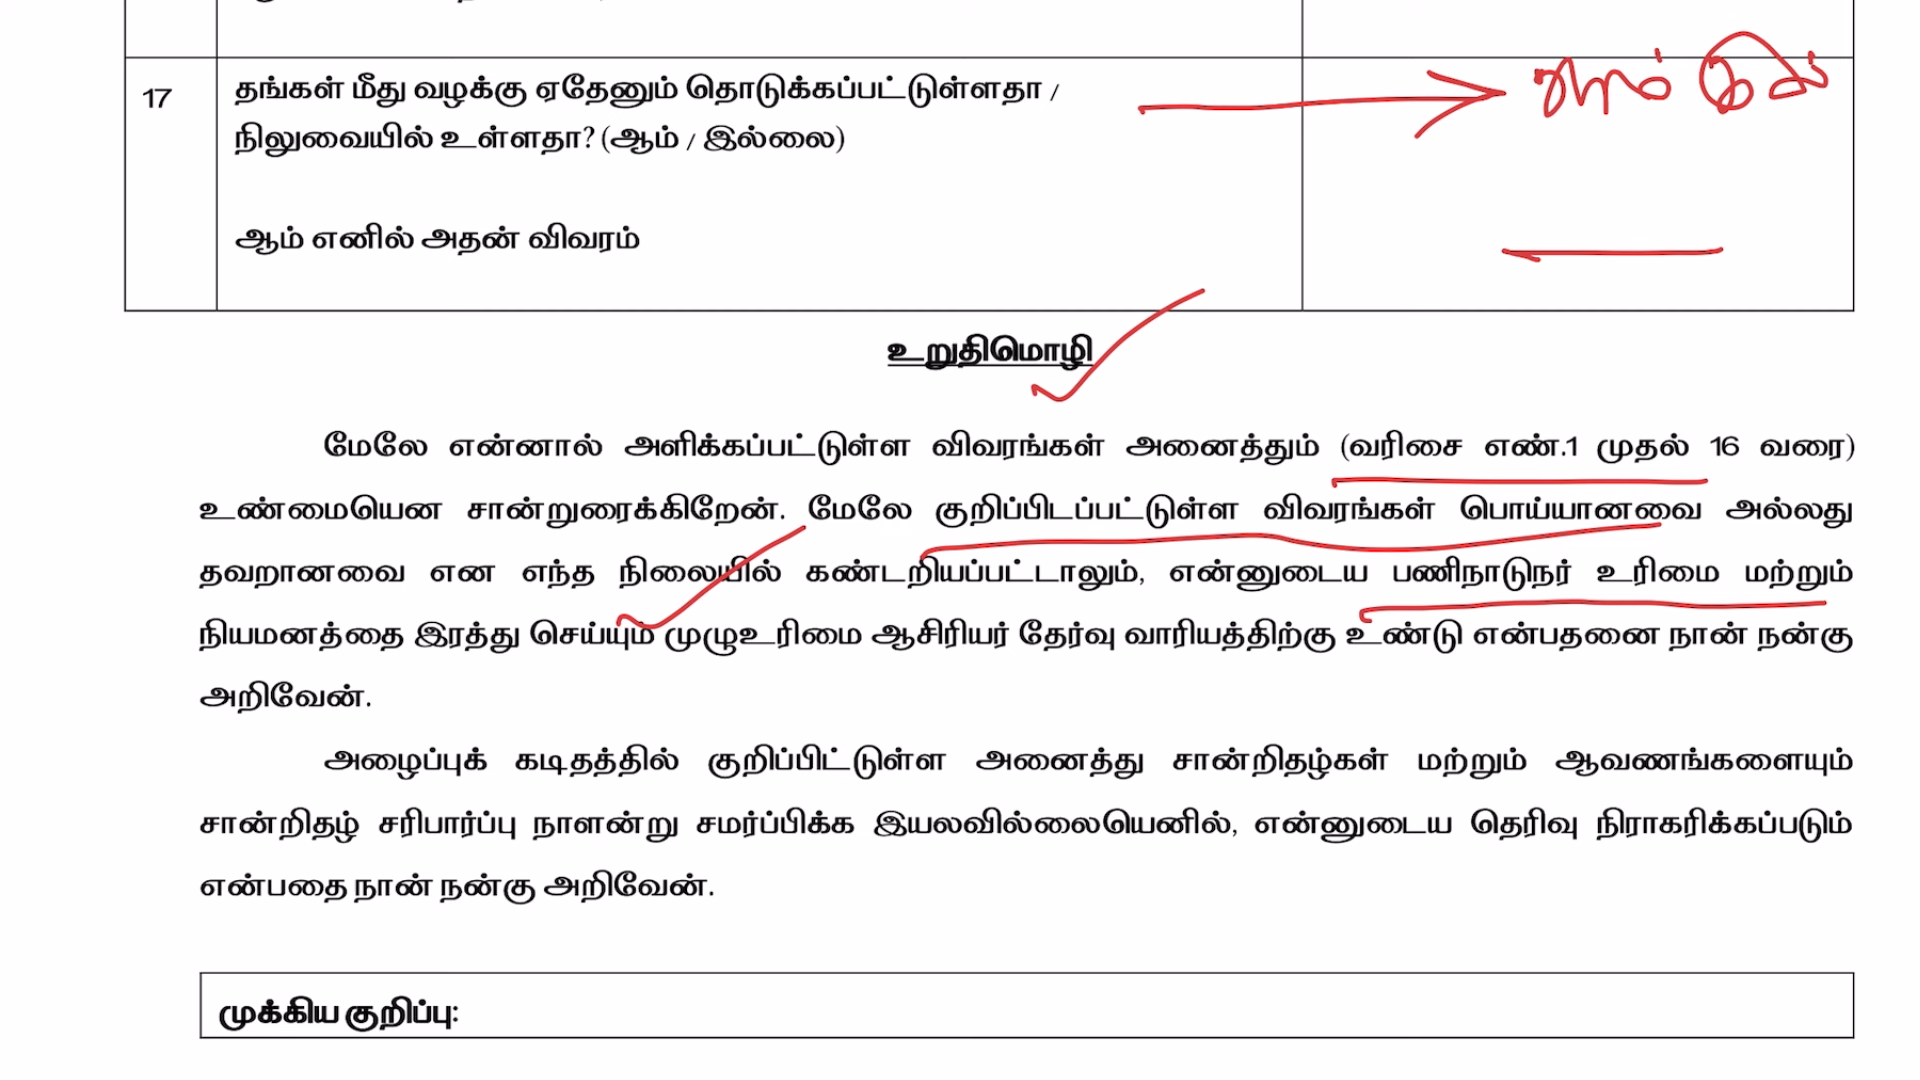 17
தங்கள் மீது வழக்கு ஏதேனும் தொடுக்கப்பட்டுள்ளதா /
நிலுவையில் உள்ளதா? (ஆம் / இல்லை)
ஆம் எனில் அதன் விவரம்
உறுதிமொழி
மேலே என்னால் அளிக்கப்பட்டுள்ள விவரங்கள் அனைத்தும் (வரிசை எண்.1 முதல் 16 வரை)
உண்மையென சான்றுரைக்கிறேன். மேலே குறிப்பிடப்பட்டுள்ள விவரங்கள் பொய்யானவை அல்லது
தவறானவை என எந்த நிலையில் கண்டறியப்பட்டாலும், என்னுடைய பணிநாடுநர் உரிமை மற்றும்
நியமனத்தை இரத்து செய்யும் முழுஉரிமை ஆசிரியர் தேர்வு வாரியத்திற்கு உண்டு என்பதனை நான் நன்கு
அறிவேன்.
அழைப்புக் கடிதத்தில் குறிப்பிட்டுள்ள அனைத்து சான்றிதழ்கள் மற்றும் ஆவணங்களையும்
சான்றிதழ் சரிபார்ப்பு நாளன்று சமர்ப்பிக்க இயலவில்லையெனில், என்னுடைய தெரிவு நிராகரிக்கப்படும்
என்பதை நான் நன்கு அறிவேன்.
முக்கிய குறிப்பு: